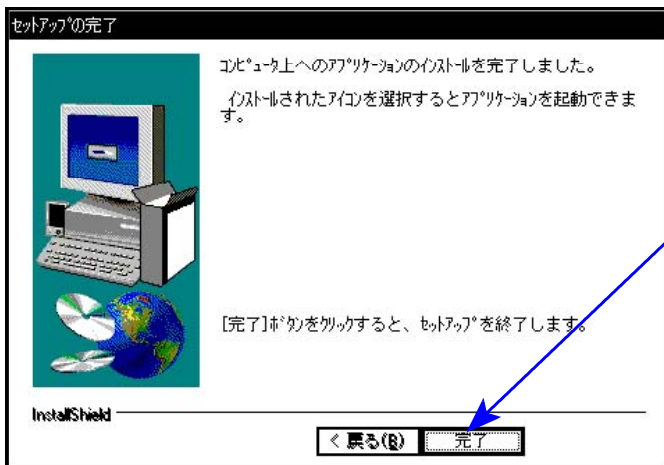 ｾｯﾄｱｯﾌﾟの完了
ｺﾝﾋﾟｭｰﾀ上へのｱﾌﾟﾘｹｰｼｮﾝのｲﾝｽﾄｰﾙを完了しました。
ｲﾝｽﾄｰﾙされたｱｲｺﾝを選択するとｱﾌﾟﾘｹｰｼｮﾝを起動できま
す。
[完了]ﾎﾞﾀﾝをｸﾘｯｸすると、ｾｯﾄｱｯﾌﾟを終了します。
InstallShield
< 戻る(B)
完了